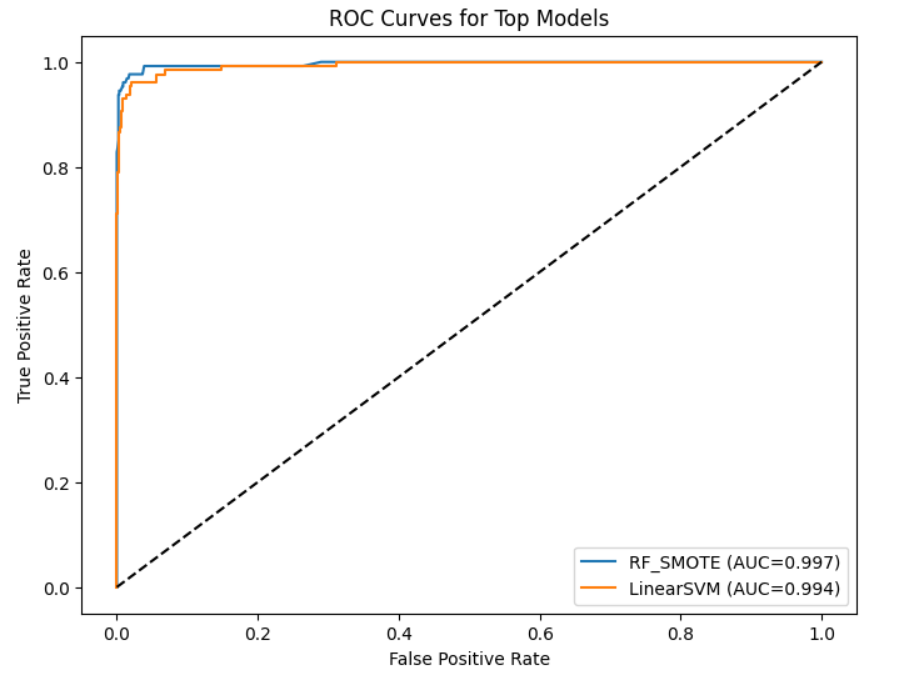 ROC Curves for Top Models
True Positive Rate
1.0
0.8
0.6
0.4
0.2
0.0
RF_SMOTE (AUC=0.997)
LinearSVM (AUC=0.994)
0.0 0.2 0.4 0.6 0.8 1.0
False Positive Rate